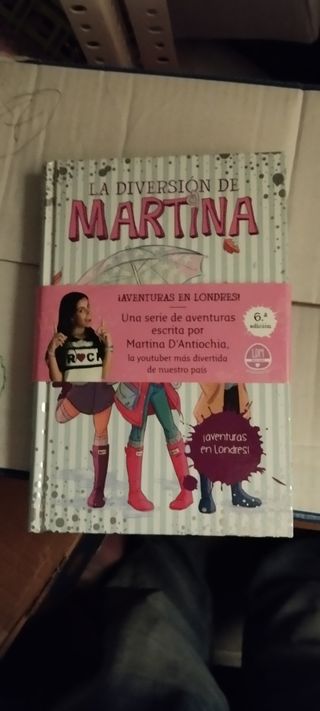 LA DIVERSIÓN DE
MARTINA
¡AVENTURAS EN LONDRES!
Una serie de aventuras
escrita por
Martina D'Antiochia,
la youtuber más divertida
de nuestro país
6.ª
edición
R♥CK
¡aventuras
en Londres!